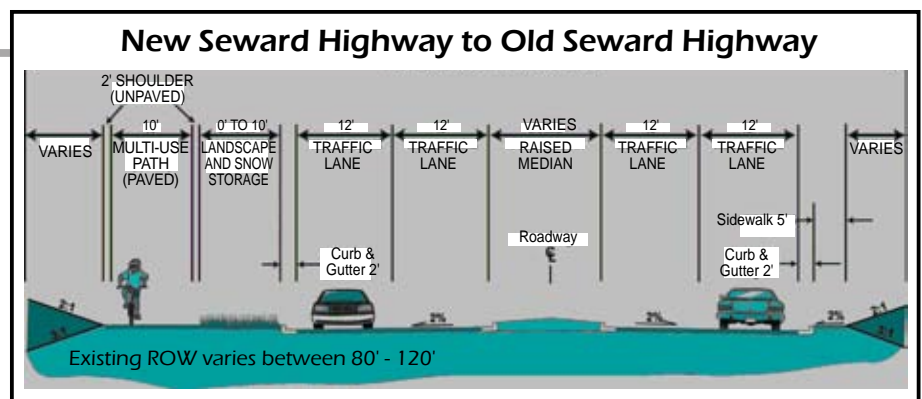 New Seward Highway to Old Seward Highway
2' SHOULDER
(UNPAVED)
VARIES
10'
MULTI-USE
PATH
(PAVED)
0' TO 10'
LANDSCAPE
AND SNOW
STORAGE
12'
TRAFFIC
LANE
12'
TRAFFIC
LANE
VARIES
RAISED
MEDIAN
12'
TRAFFIC
LANE
12'
TRAFFIC
LANE
VARIES
Sidewalk 5'
Curb &
Gutter 2'
Roadway
℄
Curb &
Gutter 2'
2:1
3:1
2%
2%
2%
2:1
3:1
Existing ROW varies between 80' - 120'